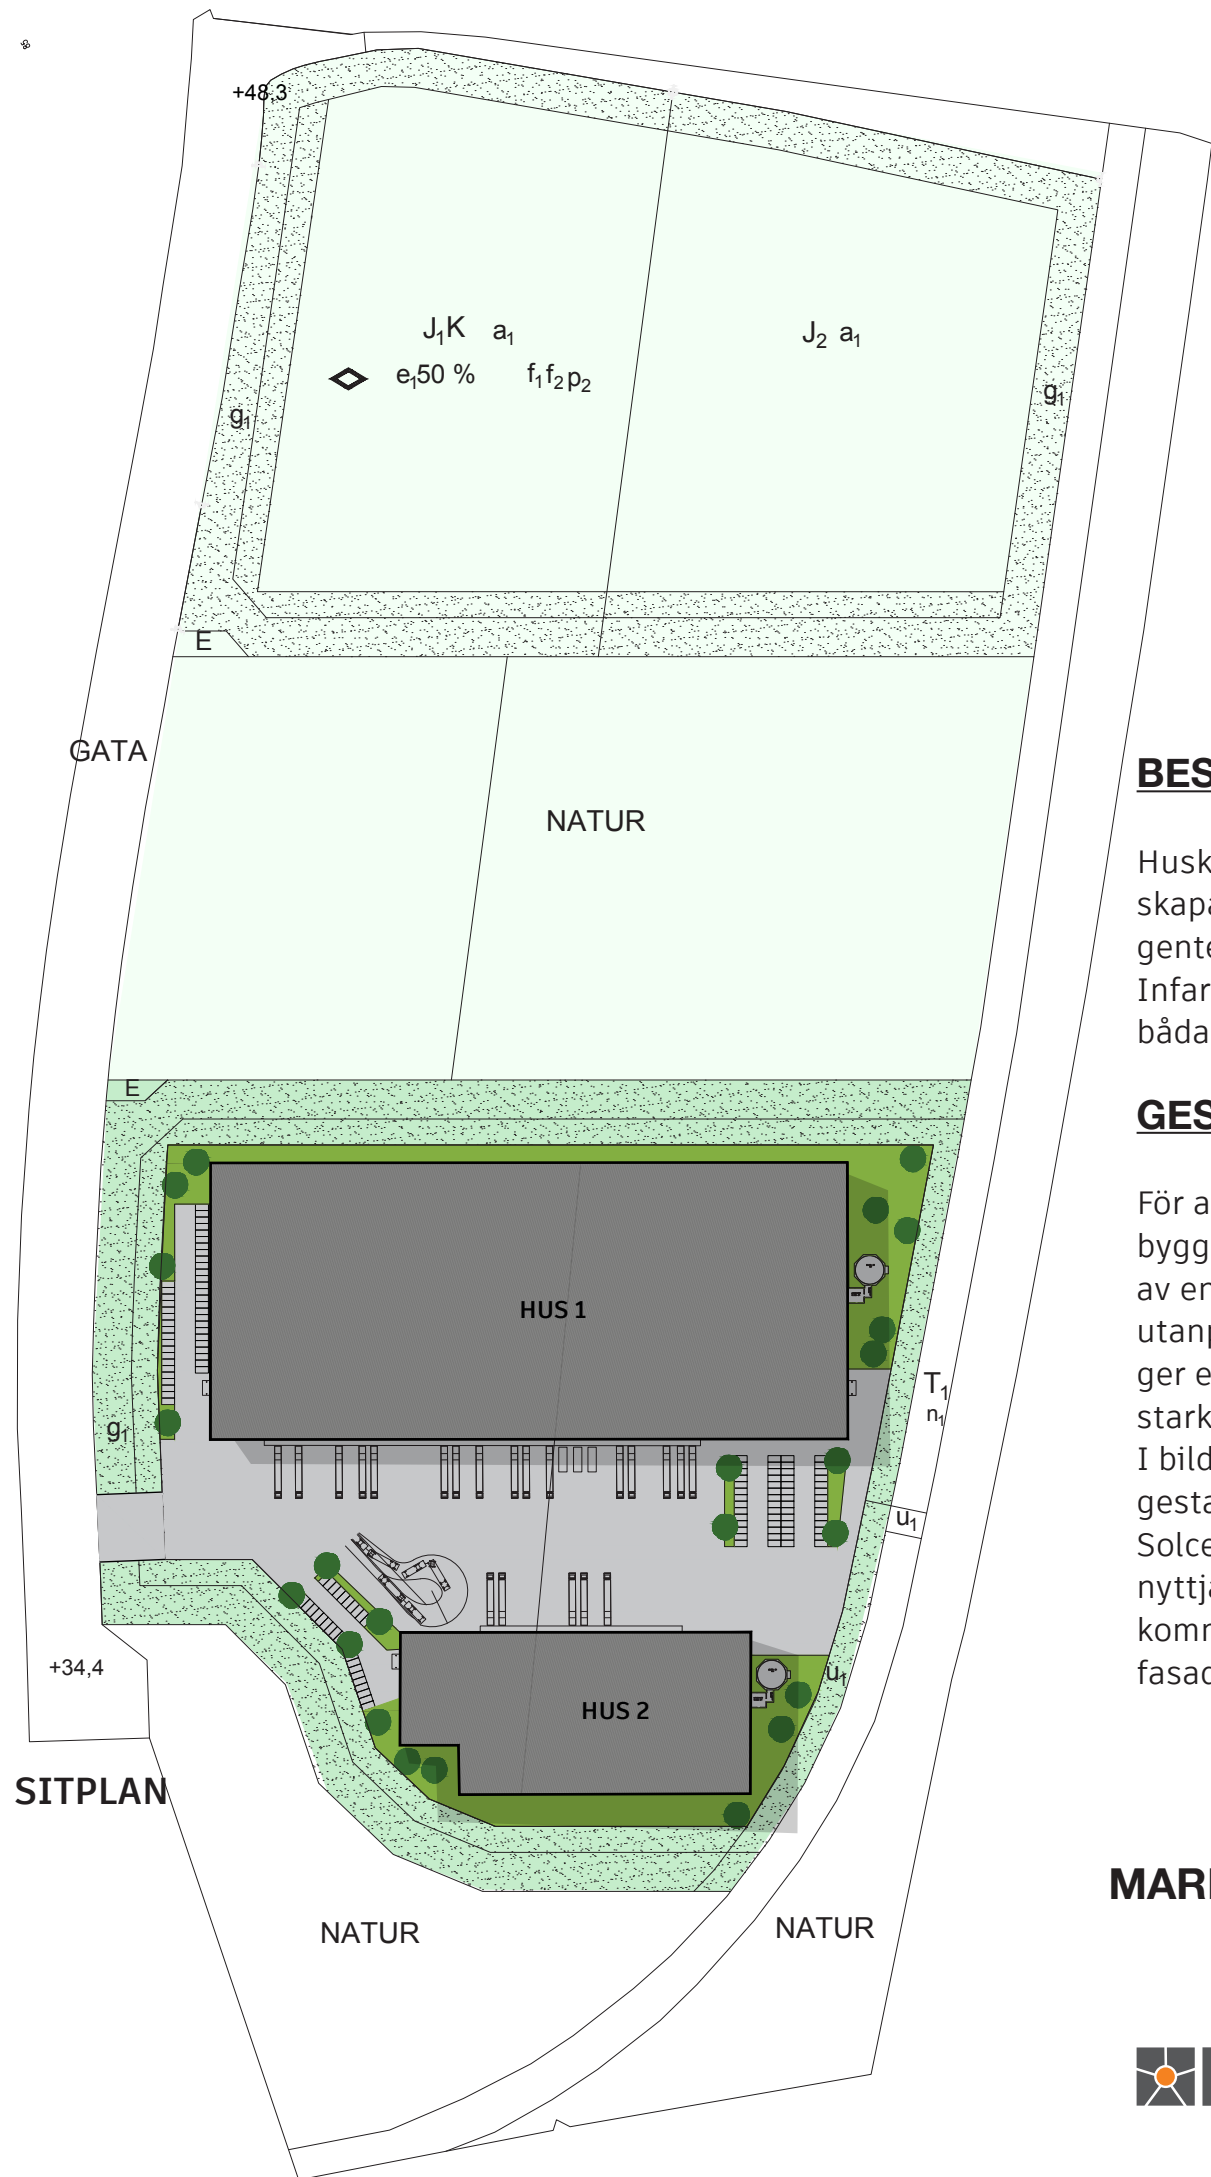 +48,3
J₁K a₁
e₁50 % f₁f₂p₂
J₂ a₁
g₁
g₁
E
GATA
NATUR
E
HUS 1
g₁
T₁
n₁
u₁
+34,4
HUS 2
u₁
SITPLAN
NATUR
NATUR
BES
Husk
skapa
gente
Infar
båda
GES
För a
bygg
av en
utanp
ger e
stark
I bild
gesta
Solce
nyttja
komm
fasad
MAR